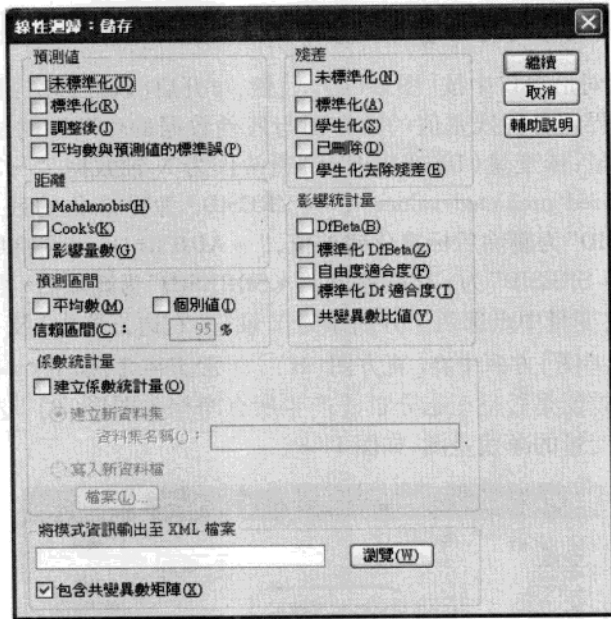 線性迴歸：儲存
預測值
未標準化(U)
標準化(R)
調整後(J)
平均數與預測值的標準誤(P)
距離
Mahalanobis(H)
Cook's(K)
影響量數(G)
預測區間
平均數(M) 個別值(I)
信賴區間(C)： 95 %
殘差
未標準化(N)
標準化(A)
學生化(S)
已刪除(D)
學生化去除殘差(E)
影響統計量
DfBeta(B)
標準化 DfBeta(Z)
自由度適合度(F)
標準化 Df 適合度(T)
共變異數比值(V)
繼續
取消
輔助說明
係數統計量
建立係數統計量(O)
建立新資料集
資料集名稱(D)：
寫入新資料檔
檔案(L)...
將模式資訊輸出至 XML 檔案
瀏覽(W)
包含共變異數矩陣(X)